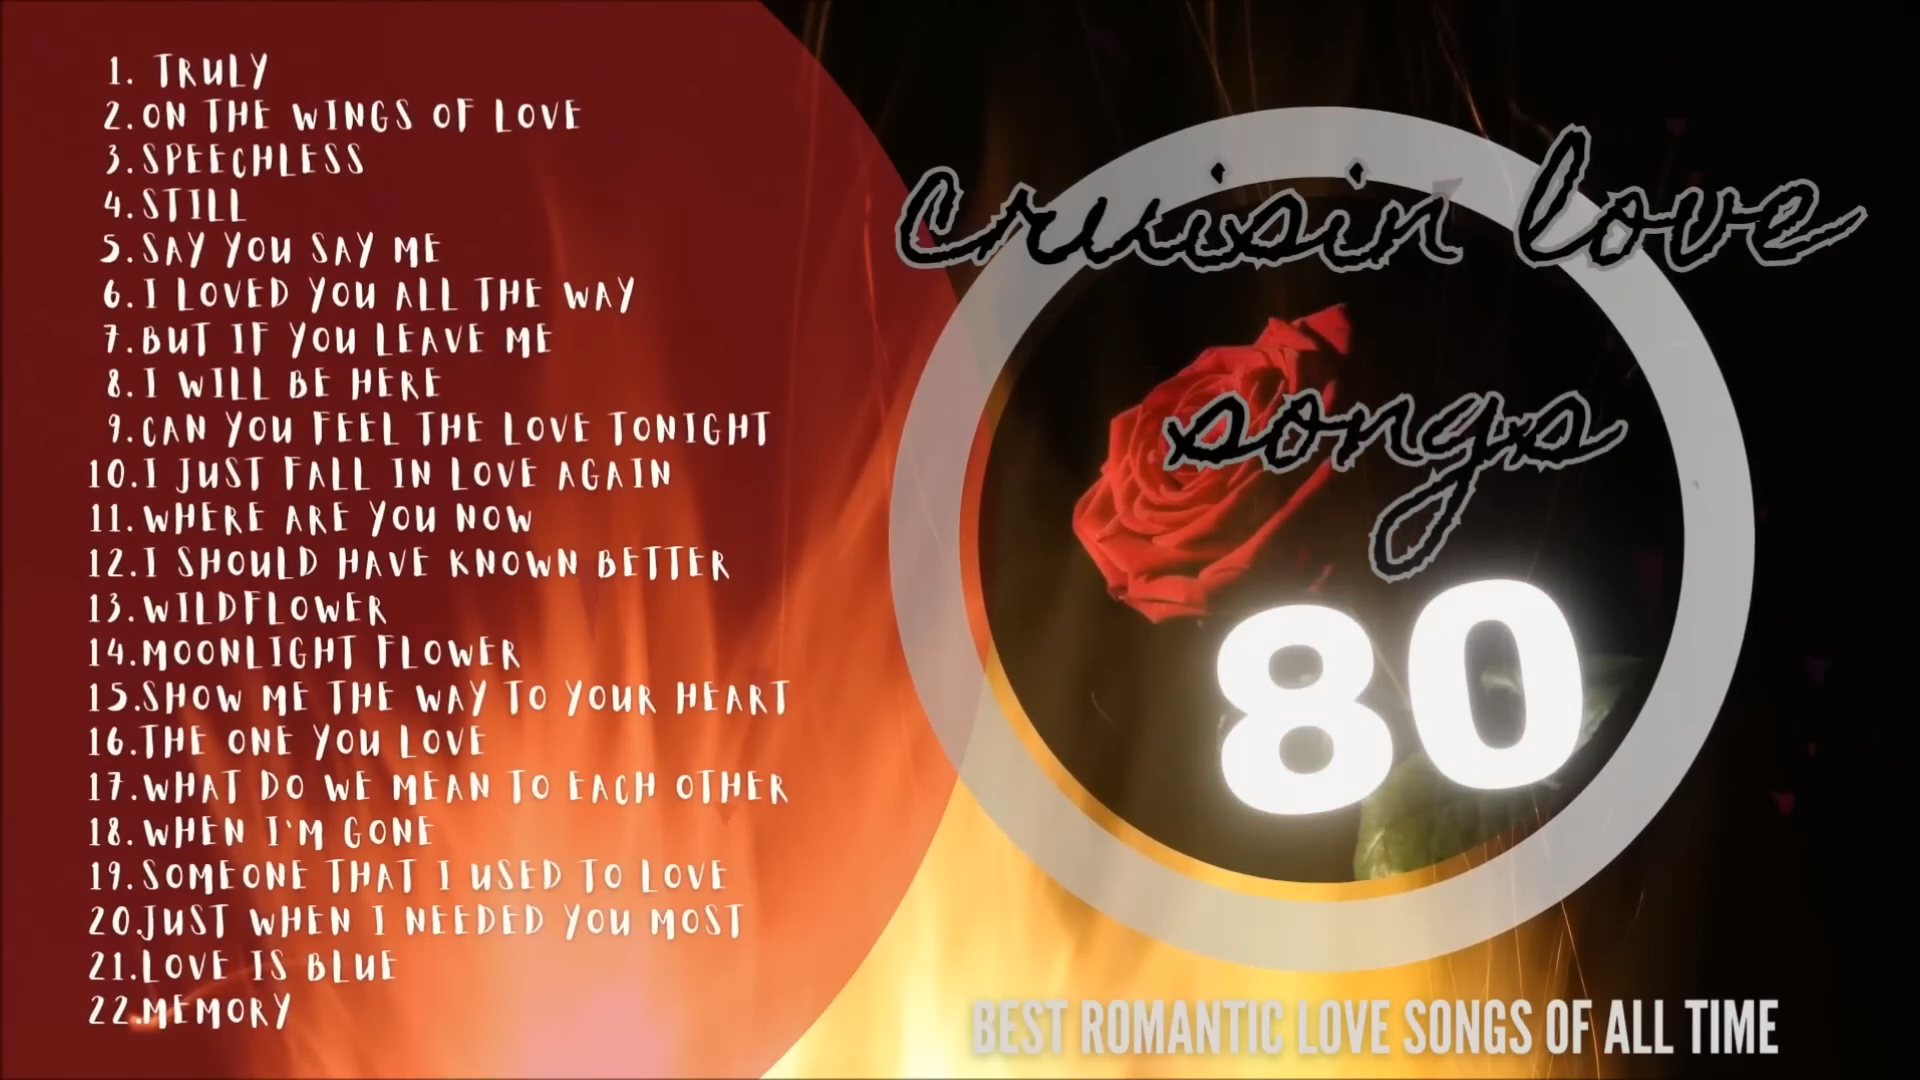 1. TRULY
2.ON THE WINGS OF LOVE
3.SPEECHLESS
4.STILL
5.SAY YOU SAY ME
6.I LOVED YOU ALL THE WAY
7.BUT IF YOU LEAVE ME
8.I WILL BE HERE
9.CAN YOU FEEL THE LOVE TONIGHT
10.I JUST FALL IN LOVE AGAIN
11.WHERE ARE YOU NOW
12.I SHOULD HAVE KNOWN BETTER
13.WILDFLOWER
14.MOONLIGHT FLOWER
15.SHOW ME THE WAY TO YOUR HEART
16.THE ONE YOU LOVE
17.WHAT DO WE MEAN TO EACH OTHER
18.WHEN I'M GONE
19.SOMEONE THAT I USED TO LOVE
20.JUST WHEN I NEEDED YOU MOST
21.LOVE IS BLUE
22.MEMORY
cruisin love
songs
80
BEST ROMANTIC LOVE SONGS OF ALL TIME